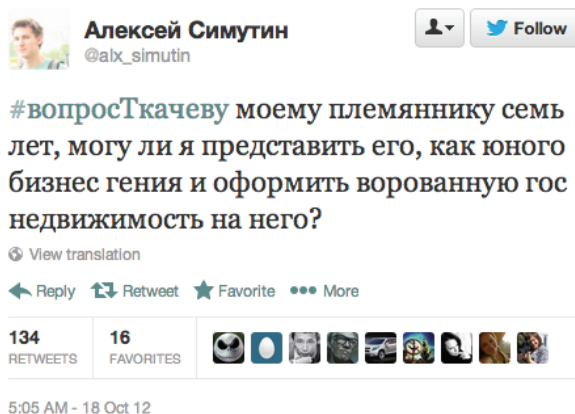 Алексей Симутин
@alx_simutin
Follow
#вопросТкачеву моему племяннику семь
лет, могу ли я представить его, как юного
бизнес гения и оформить ворованную гос
недвижимость на него?
View translation
Reply Retweet Favorite More
134 16
RETWEETS FAVORITES
5:05 AM - 18 Oct 12